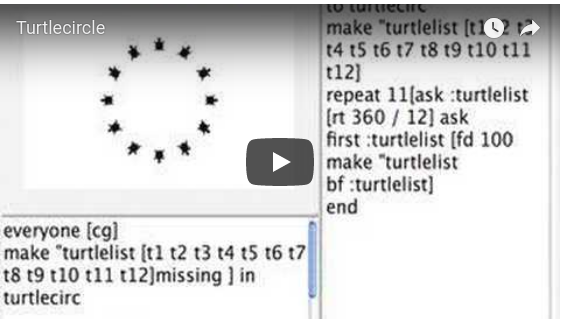 Turtlecircle
to turtlecirc
make "turtlelist [t1 t2 t3
t4 t5 t6 t7 t8 t9 t10 t11
t12]
repeat 11[ask :turtlelist
[rt 360 / 12] ask
first :turtlelist [fd 100
make "turtlelist
bf :turtlelist]
end
everyone [cg]
make "turtlelist [t1 t2 t3 t4 t5 t6 t7
t8 t9 t10 t11 t12]missing ] in
turtlecirc